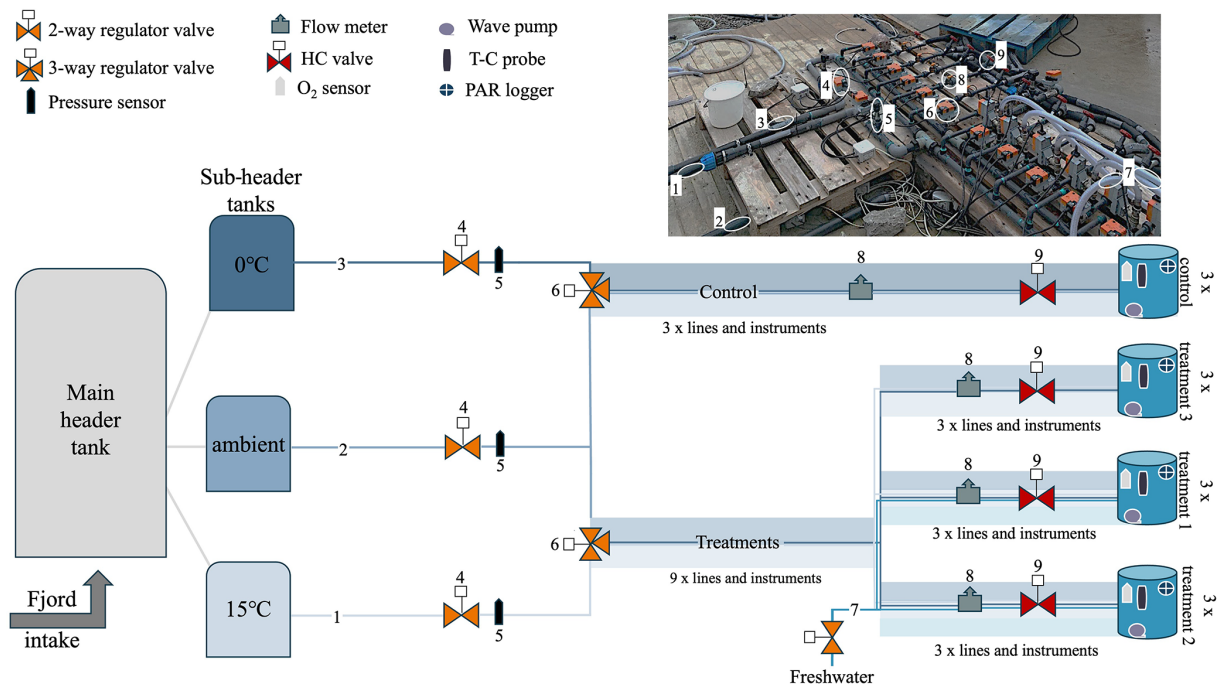 2-way regulator valve
3-way regulator valve
Pressure sensor
Flow meter
HC valve
O2 sensor
Wave pump
T-C probe
PAR logger
1
2
3
4
5
6
7
8
9
Sub-header
tanks
0°C
3
4
5
6
Control
8
9
3 x lines and instruments
3 x
control
Main
header
tank
ambient
2
4
5
8
9
3 x lines and instruments
3 x
treatment 3
8
9
3 x lines and instruments
3 x
treatment 1
6
Treatments
9 x lines and instruments
15°C
1
4
5
7
8
9
3 x lines and instruments
3 x
treatment 2
Freshwater
Fjord
intake